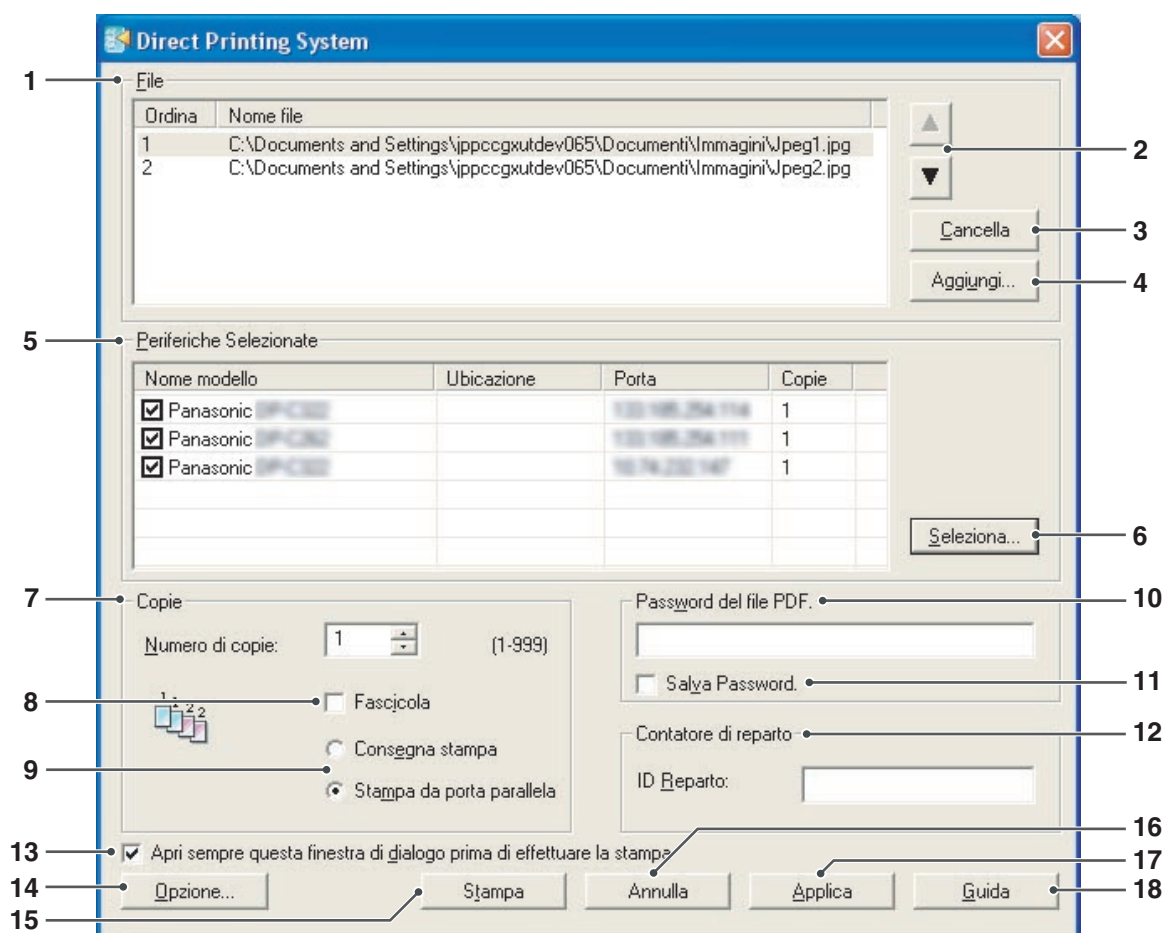 Direct Printing System
1
File
Ordina Nome file
1 C:\Documents and Settings\jppccgxutdev065\Documenti\Immagini\Jpeg1.jpg
2 C:\Documents and Settings\jppccgxutdev065\Documenti\Immagini\Jpeg2.jpg
2
Cancella 3
Aggiungi... 4
5 Periferiche Selezionate
Nome modello Ubicazione Porta Copie
Panasonic 1
Panasonic 1
Panasonic 1
Seleziona... 6
7 Copie
Numero di copie: 1 (1-999)
1 1 2 2
8 Fascicola
9 Consegna stampa
Stampa da porta parallela
Password del file PDF. 10
Salva Password. 11
Contatore di reparto 12
ID Reparto:
13 Apri sempre questa finestra di dialogo prima di effettuare la stampa
16
17
14 Opzione...
15 Stampa
Annulla
Applica
Guida 18